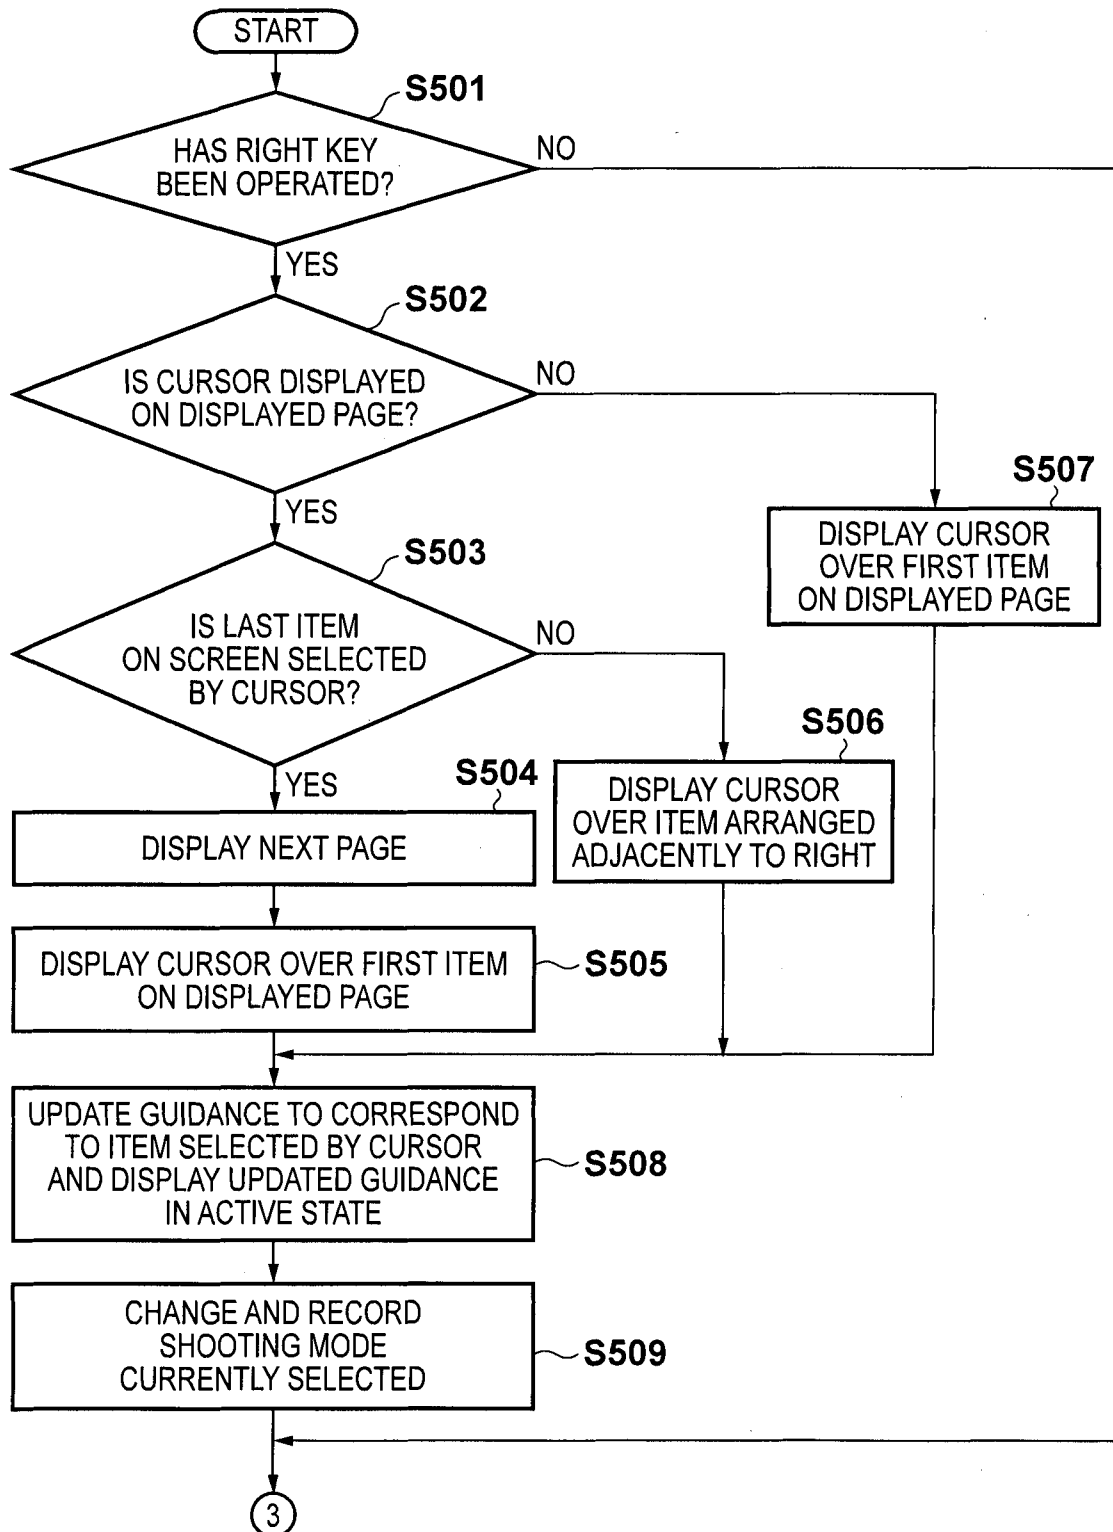 START
S501
HAS RIGHT KEY
BEEN OPERATED?
NO
YES
S502
IS CURSOR DISPLAYED
ON DISPLAYED PAGE?
NO
YES
S507
DISPLAY CURSOR
OVER FIRST ITEM
ON DISPLAYED PAGE
S503
IS LAST ITEM
ON SCREEN SELECTED
BY CURSOR?
NO
YES
S506
DISPLAY CURSOR
OVER ITEM ARRANGED
ADJACENTLY TO RIGHT
S504
DISPLAY NEXT PAGE
DISPLAY CURSOR OVER FIRST ITEM
ON DISPLAYED PAGE
S505
UPDATE GUIDANCE TO CORRESPOND
TO ITEM SELECTED BY CURSOR
AND DISPLAY UPDATED GUIDANCE
IN ACTIVE STATE
S508
CHANGE AND RECORD
SHOOTING MODE
CURRENTLY SELECTED
S509
3